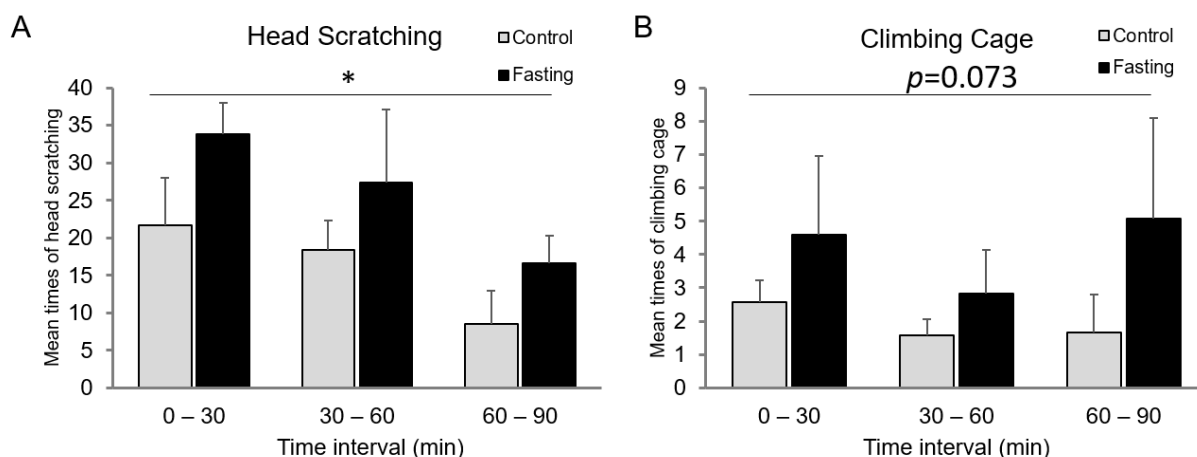 A
Head Scratching
Control
Fasting
*
Mean times of head scratching
40
35
30
25
20
15
10
5
0
0 – 30
30 – 60
60 – 90
Time interval (min)
B
Climbing Cage
Control
Fasting
p=0.073
Mean times of climbing cage
9
8
7
6
5
4
3
2
1
0
0 – 30
30 – 60
60 – 90
Time interval (min)